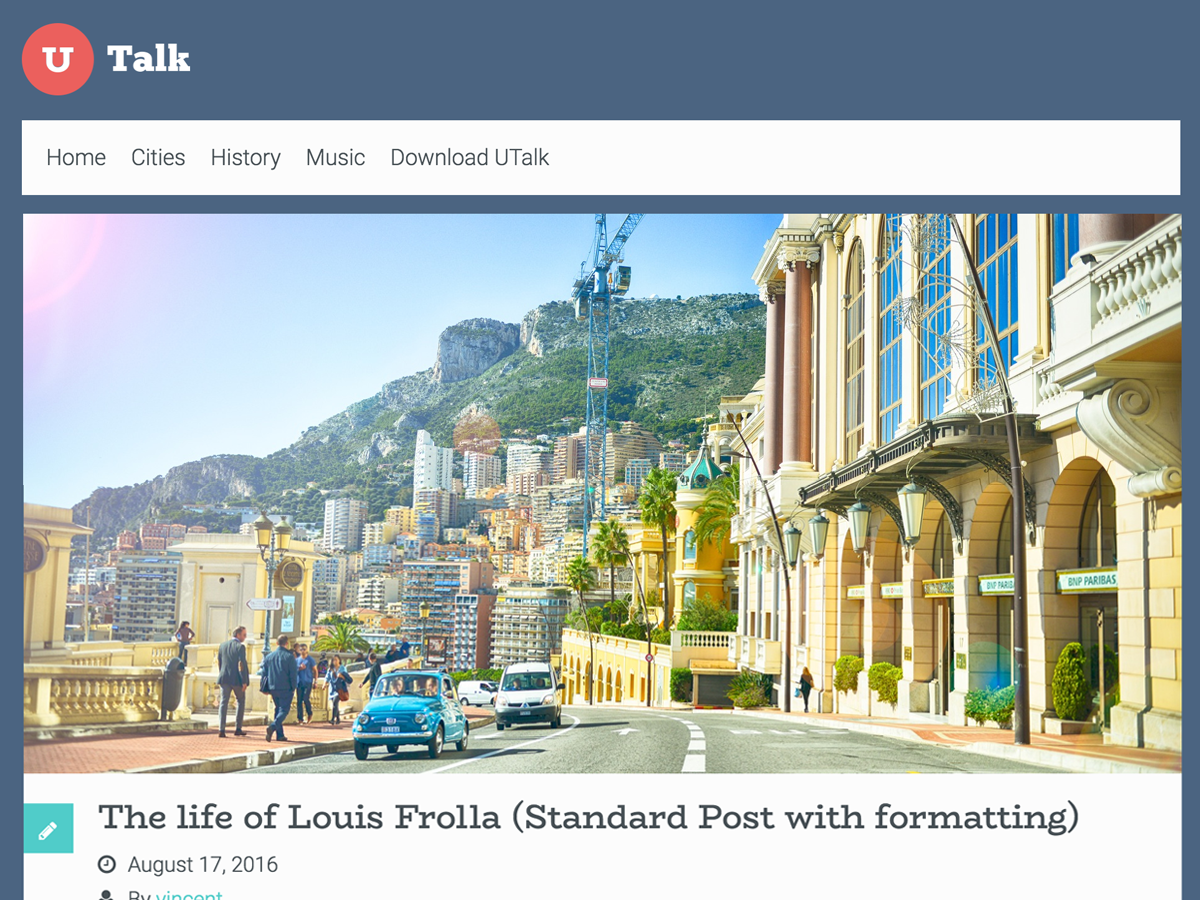 U Talk
Home Cities History Music Download UTalk
BNP PARIBAS
BNP PARIBAS
The life of Louis Frolla (Standard Post with formatting)
August 17, 2016
By vincent